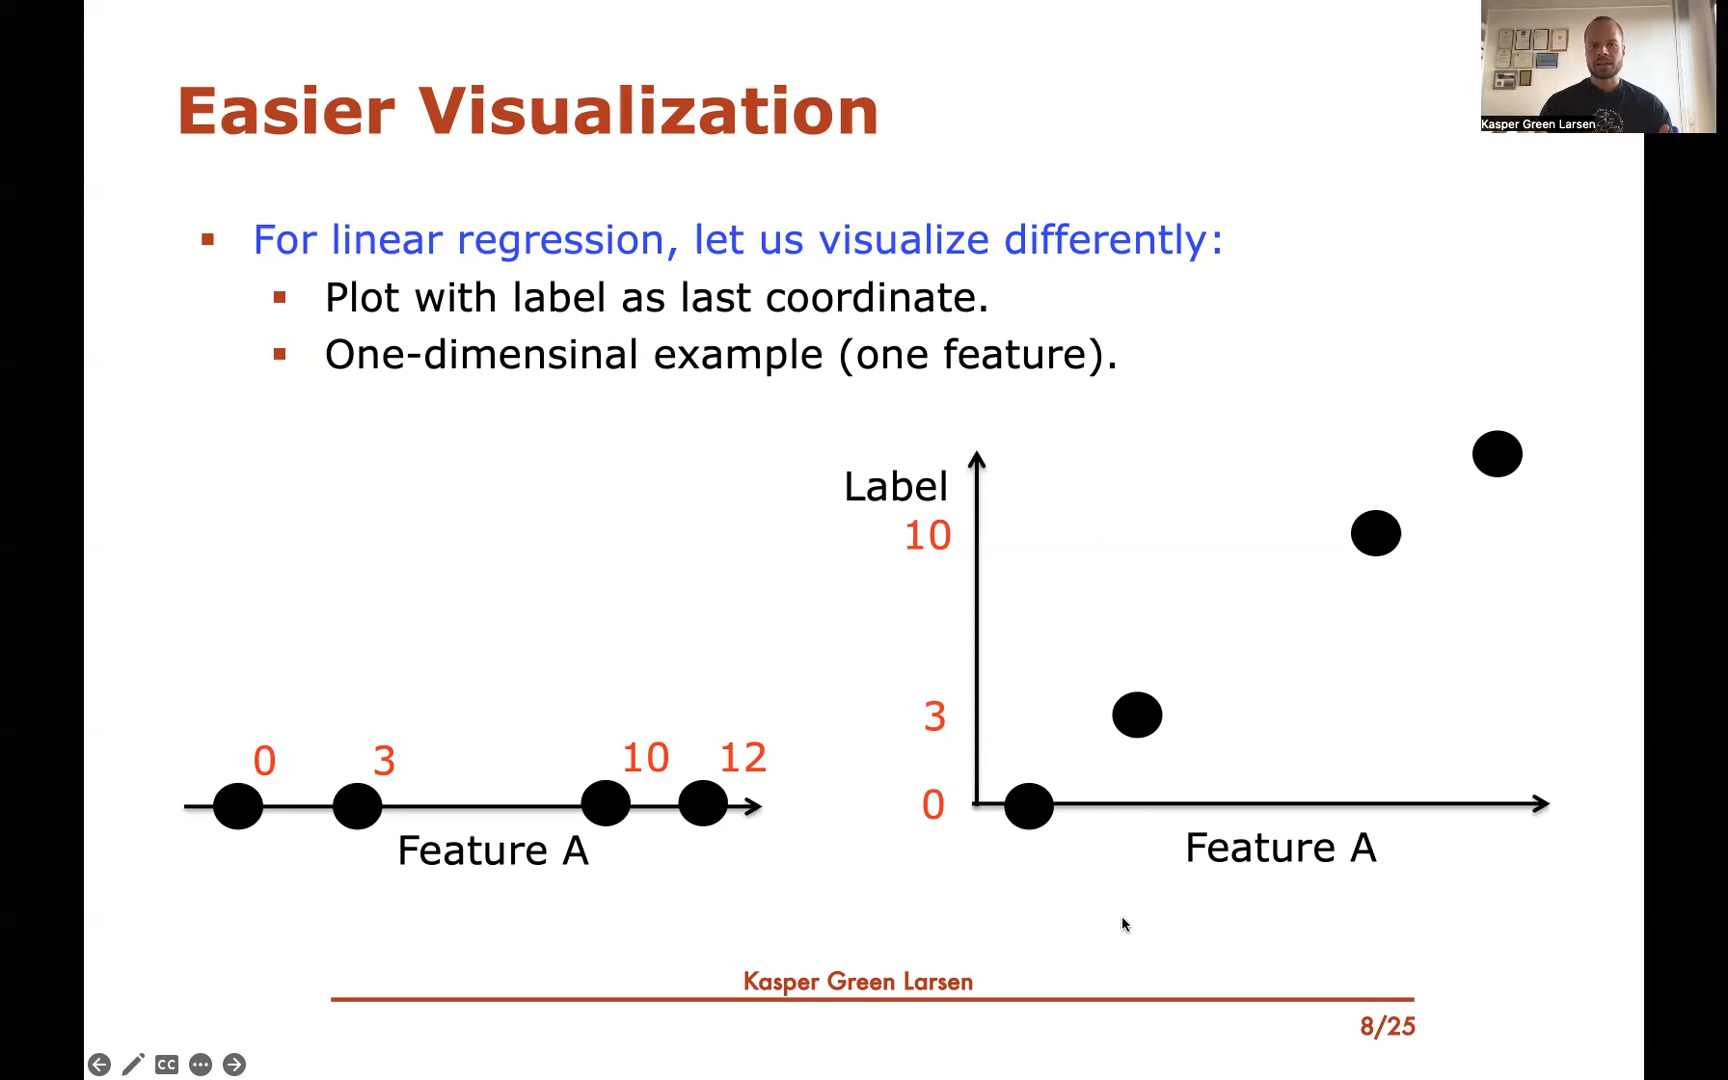 Easier Visualization
Kasper Green Larsen
For linear regression, let us visualize differently:
Plot with label as last coordinate.
One-dimensinal example (one feature).
0 3 10 12
Feature A
Label
10
3
0
Feature A
Kasper Green Larsen
8/25
CC